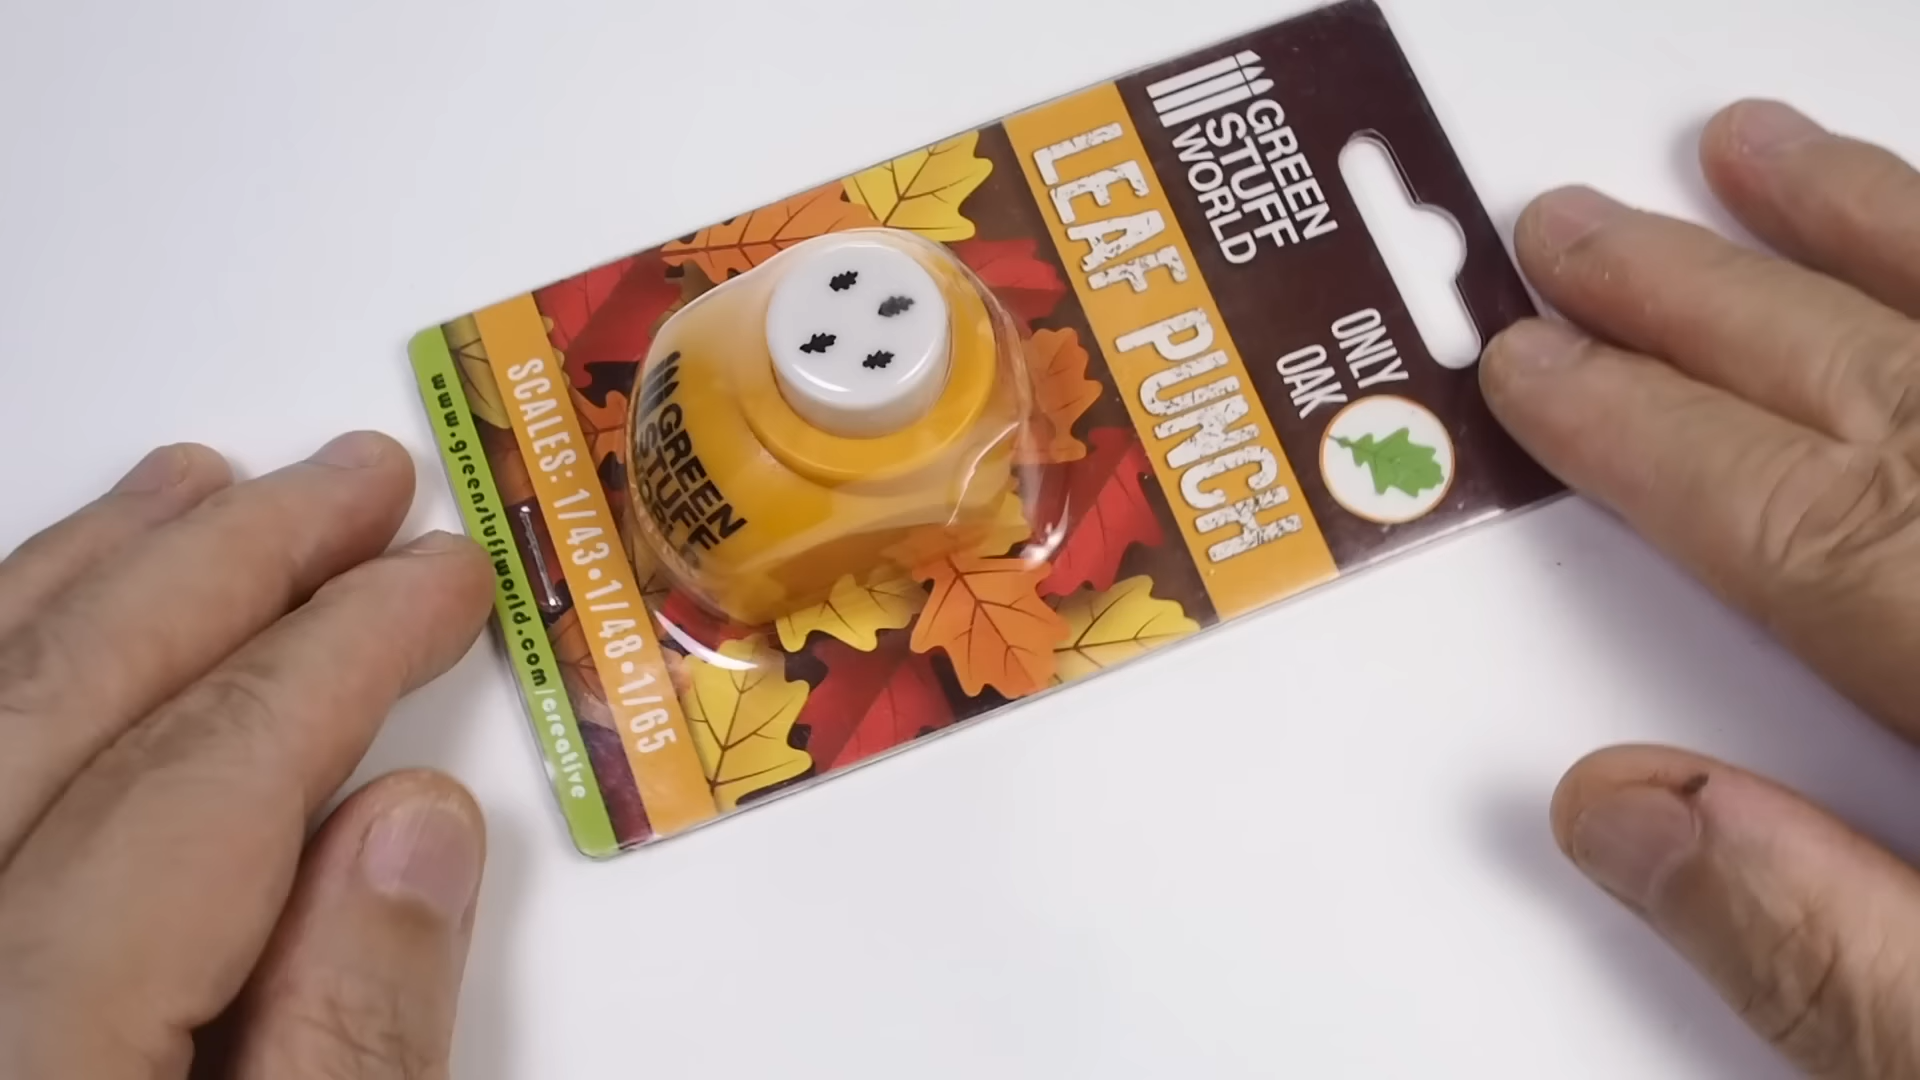 GREEN
STUFF
WORLD
ONLY
OAK
LEAF PUNCH
GREEN
STUFF
SCALES: 1/43•1/48•1/65
www.greenstuffworld.com/creative